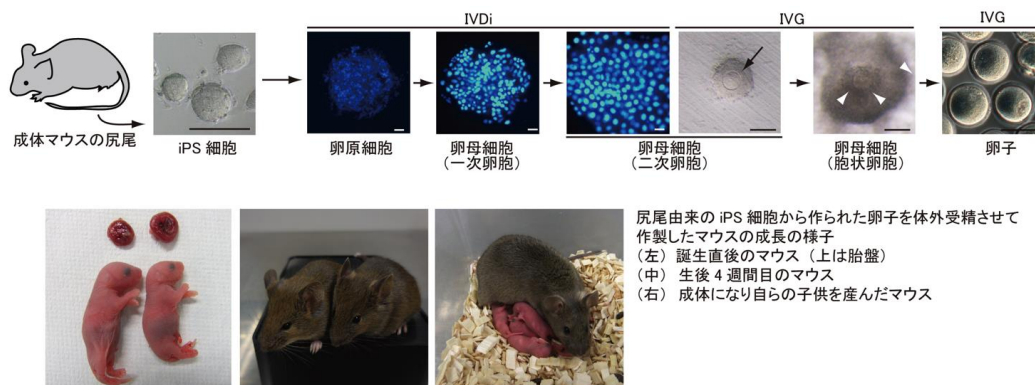 IVDi
IVG
IVG
成体マウスの尻尾
iPS 細胞
卵原細胞
卵母細胞
（一次卵胞）
卵母細胞
（二次卵胞）
卵母細胞
（胞状卵胞）
卵子
尻尾由来の iPS 細胞から作られた卵子を体外受精させて
作製したマウスの成長の様子
（左）誕生直後のマウス（上は胎盤）
（中） 生後 4 週間目のマウス
（右） 成体になり自らの子供を産んだマウス